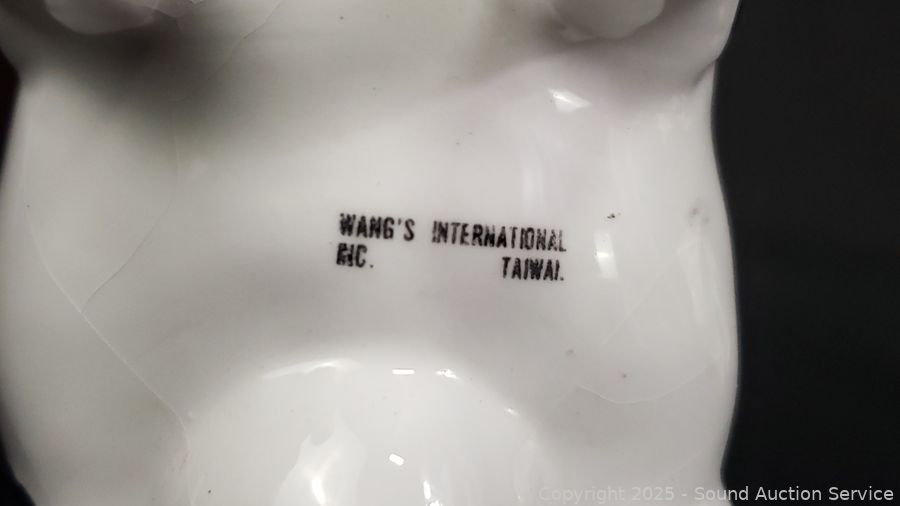 WANG'S INTERNATIONAL
INC. TAIWAI.
Copyright © 2025 - Sound Auction Service